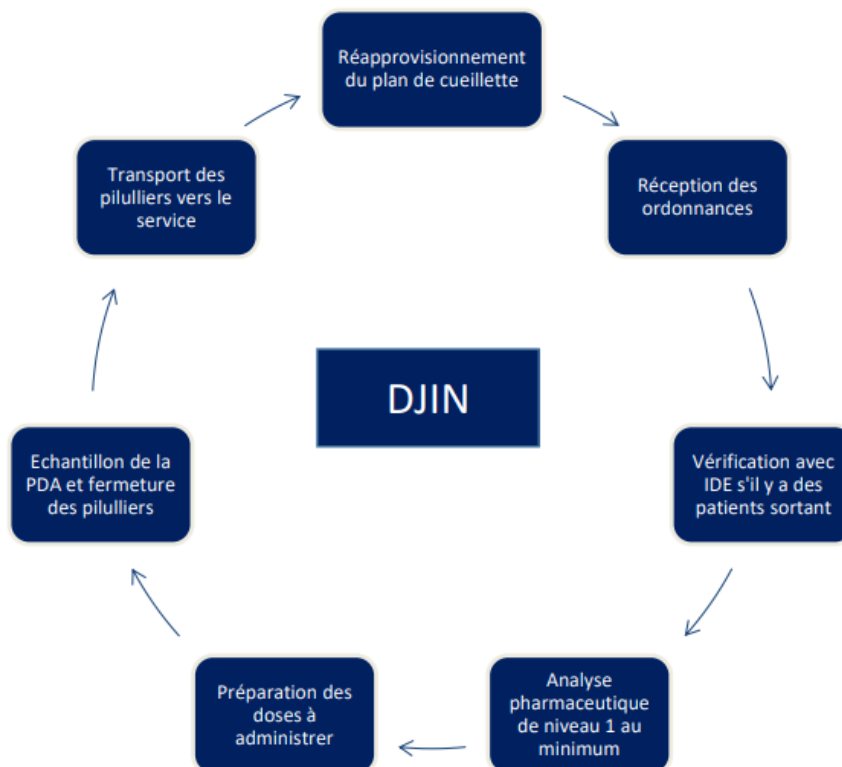 Réapprovisionnement
du plan de cueillette
Réception des
ordonnances
Vérification avec
IDE s'il y a des
patients sortant
Analyse
pharmaceutique
de niveau 1 au
minimum
Préparation des
doses à
administrer
Echantillon de la
PDA et fermeture
des pilulliers
Transport des
pilulliers vers le
service
DJIN